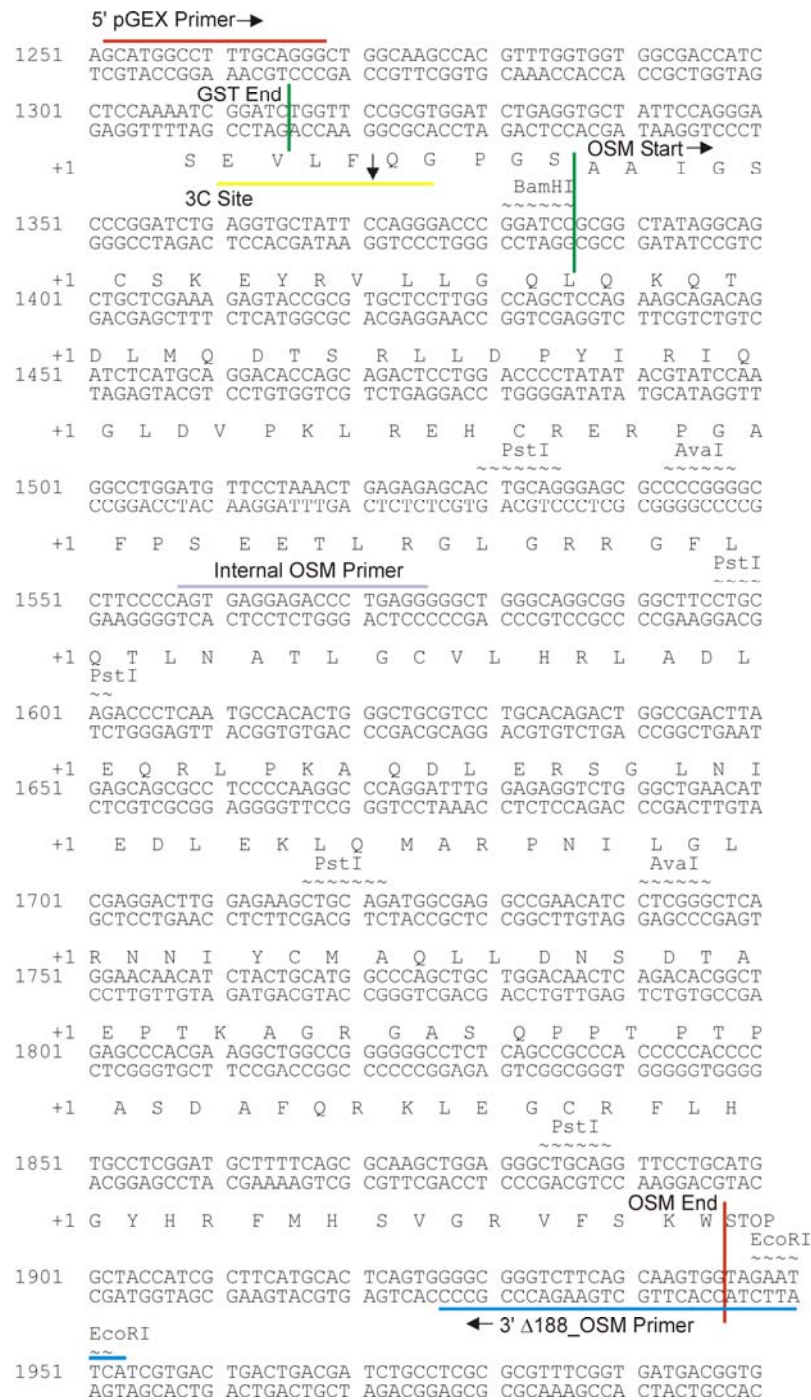 5' pGEX Primer→
1251 AGCATGGCCT TTGCAGGGCT GGCAAGCCAC GTTTGGTGGT GGCGACCATC
TCGTACCGGA AACGTCCCGA CCGTTCGGTG CAAACCACCA CCGCTGGTAG
GST End
1301 CTCCAAAATC GGATCTGGTT CCGCGTGGAT CTGAGGTGCT ATTCCAGGGA
GAGGTTTTAG CCTAGACCAA GGCGCACCTA GACTCCACGA TAAGGTCCCT
+1 S E V L F Q G P G S A A I G S
OSM Start→
3C Site
BamHI
~~~~~~
1351 CCCGGATCTG AGGTGCTATT CCAGGGACCC GGATCCGCGG CTATAGGCAG
GGGCCTAGAC TCCACGATAA GGTCCCTGGG CCTAGGCGCC GATATCCGTC
+1 C S K E Y R V L L G Q L Q K Q T
1401 CTGCTCGAAA GAGTACCGCG TGCTCCTTGG CCAGCTCCAG AAGCAGACAG
GACGAGCTTT CTCATGGCGC ACGAGGAACC GGTCGAGGTC TTCGTCTGTC
+1 D L M Q D T S R L L D P Y I R I Q
1451 ATCTCATGCA GGACACCAGC AGACTCCTGG ACCCCTATAT ACGTATCCAA
TAGAGTACGT CCTGTGGTCG TCTGAGGACC TGGGGATATA TGCATAGGTT
+1 G L D V P K L R E H C R E R P G A
PstI AvaI
~~~~~~~ ~~~~~~
1501 GGCCTGGATG TTCCTAAACT GAGAGAGCAC TGCAGGGAGC GCCCCGGGGC
CCGGACCTAC AAGGATTTGA CTCTCTCGTG ACGTCCCTCG CGGGGCCCCG
+1 F P S E E T L R G L G R R G F L
Internal OSM Primer
PstI
~~~~
1551 CTTCCCCAGT GAGGAGACCC TGAGGGGGCT GGGCAGGCGG GGCTTCCTGC
GAAGGGGTCA CTCCTCTGGG ACTCCCCCGA CCCGTCCGCC CCGAAGGACG
+1 Q T L N A T L G C V L H R L A D L
PstI
~~
1601 AGACCCTCAA TGCCACACTG GGCTGCGTCC TGCACAGACT GGCCGACTTA
TCTGGGAGTT ACGGTGTGAC CCGACGCAGG ACGTGTCTGA CCGGCTGAAT
+1 E Q R L P K A Q D L E R S G L N I
1651 GAGCAGCGCC TCCCCAAGGC CCAGGATTTG GAGAGGTCTG GGCTGAACAT
CTCGTCGCGG AGGGGTTCCG GGTCCTAAAC CTCTCCAGAC CCGACTTGTA
+1 E D L E K L Q M A R P N I L G L
PstI AvaI
~~~~~~~ ~~~~~~
1701 CGAGGACTTG GAGAAGCTGC AGATGGCGAG GCCGAACATC CTCGGGCTCA
GCTCCTGAAC CTCTTCGACG TCTACCGCTC CGGCTTGTAG GAGCCCGAGT
+1 R N N I Y C M A Q L L D N S D T A
1751 GGAACAACAT CTACTGCATG GCCCAGCTGC TGGACAACTC AGACACGGCT
CCTTGTTGTA GATGACGTAC CGGGTCGACG ACCTGTTGAG TCTGTGCCGA
+1 E P T K A G R G A S Q P P T P T P
1801 GAGCCCACGA AGGCTGGCCG GGGGGCCTCT CAGCCGCCCA CCCCCACCCC
CTCGGGTGCT TCCGACCGGC CCCCCGGAGA GTCGGCGGGT GGGGGTGGGG
+1 A S D A F Q R K L E G C R F L H
PstI
~~~~~~
1851 TGCCTCGGAT GCTTTTCAGC GCAAGCTGGA GGGCTGCAGG TTCCTGCATG
ACGGAGCCTA CGAAAAGTCG CGTTCGACCT CCCGACGTCC AAGGACGTAC
OSM End
+1 G Y H R F M H S V G R V F S K W STOP
EcoRI
~~~~
1901 GCTACCATCG CTTCATGCAC TCAGTGGGGC GGGTCTTCAG CAAGTGGTAGAAT
CGATGGTAGC GAAGTACGTG AGTCACCCCG CCCAGAAGTC GTTCACCATCTTA
← 3' Δ188_OSM Primer
EcoRI
~~
1951 TCATCGTGAC TGACTGACGA TCTGCCTCGC GCGTTTCGGT GATGACGGTG
AGTAGCACTG ACTGACTGCT AGACGGAGCG CGCAAAGCCA CTACTGCCAC